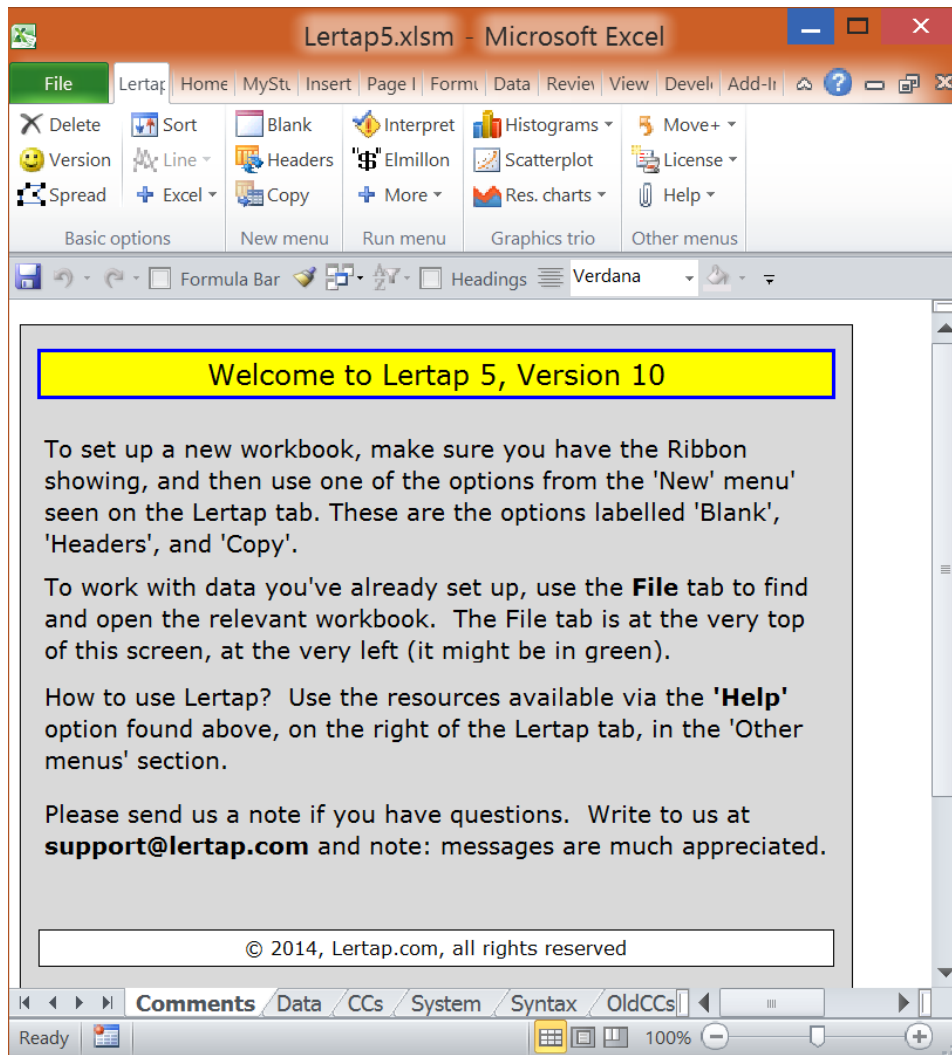 Lertap5.xlsm - Microsoft Excel
File Lertap Home MyStu Insert Page l Formu Data Review View Develo Add-In
Delete Sort Blank Interpret Histograms Move+
Version Line Headers "$" Elmillon Scatterplot License
Spread Excel Copy More Res. charts Help
Basic options New menu Run menu Graphics trio Other menus
Formula Bar Headings Verdana
Welcome to Lertap 5, Version 10
To set up a new workbook, make sure you have the Ribbon
showing, and then use one of the options from the 'New' menu'
seen on the Lertap tab. These are the options labelled 'Blank',
'Headers', and 'Copy'.
To work with data you've already set up, use the File tab to find
and open the relevant workbook. The File tab is at the very top
of this screen, at the very left (it might be in green).
How to use Lertap? Use the resources available via the 'Help'
option found above, on the right of the Lertap tab, in the 'Other
menus' section.
Please send us a note if you have questions. Write to us at
support@lertap.com and note: messages are much appreciated.
© 2014, Lertap.com, all rights reserved
Comments Data CCs System Syntax OldCCs
Ready 100%